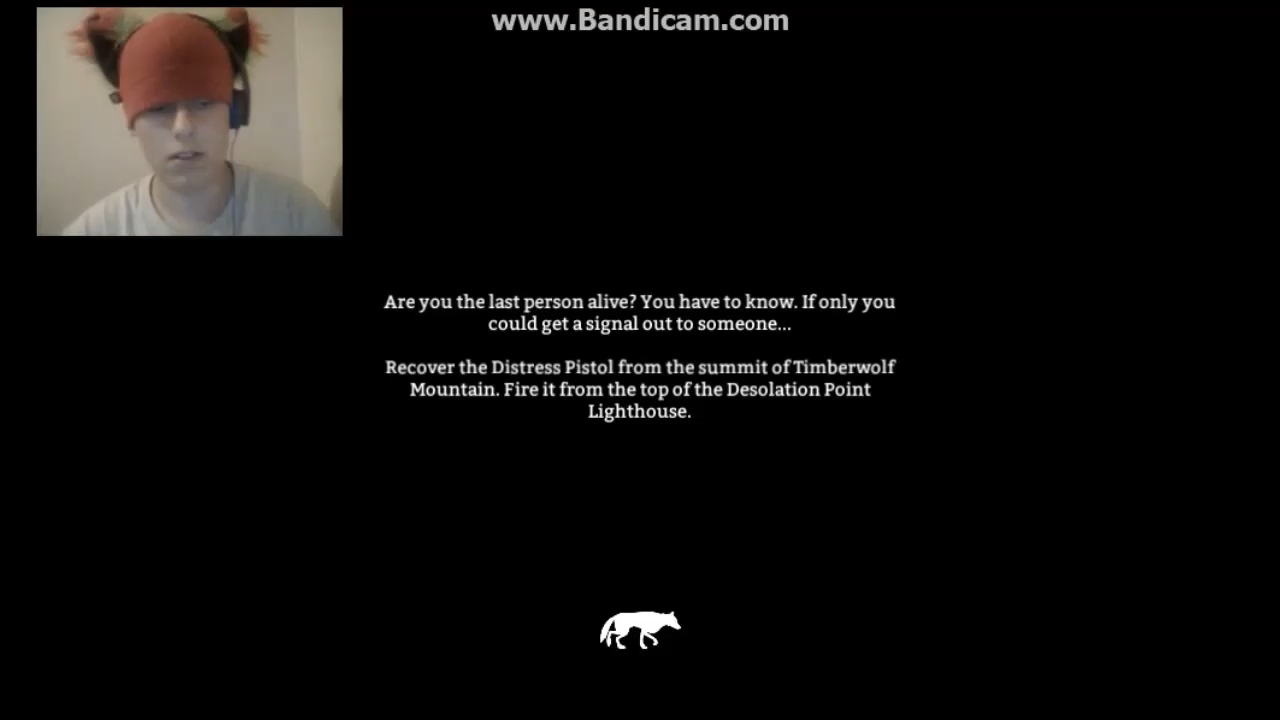 www.Bandicam.com
Are you the last person alive? You have to know. If only you
could get a signal out to someone...
Recover the Distress Pistol from the summit of Timberwolf
Mountain. Fire it from the top of the Desolation Point
Lighthouse.